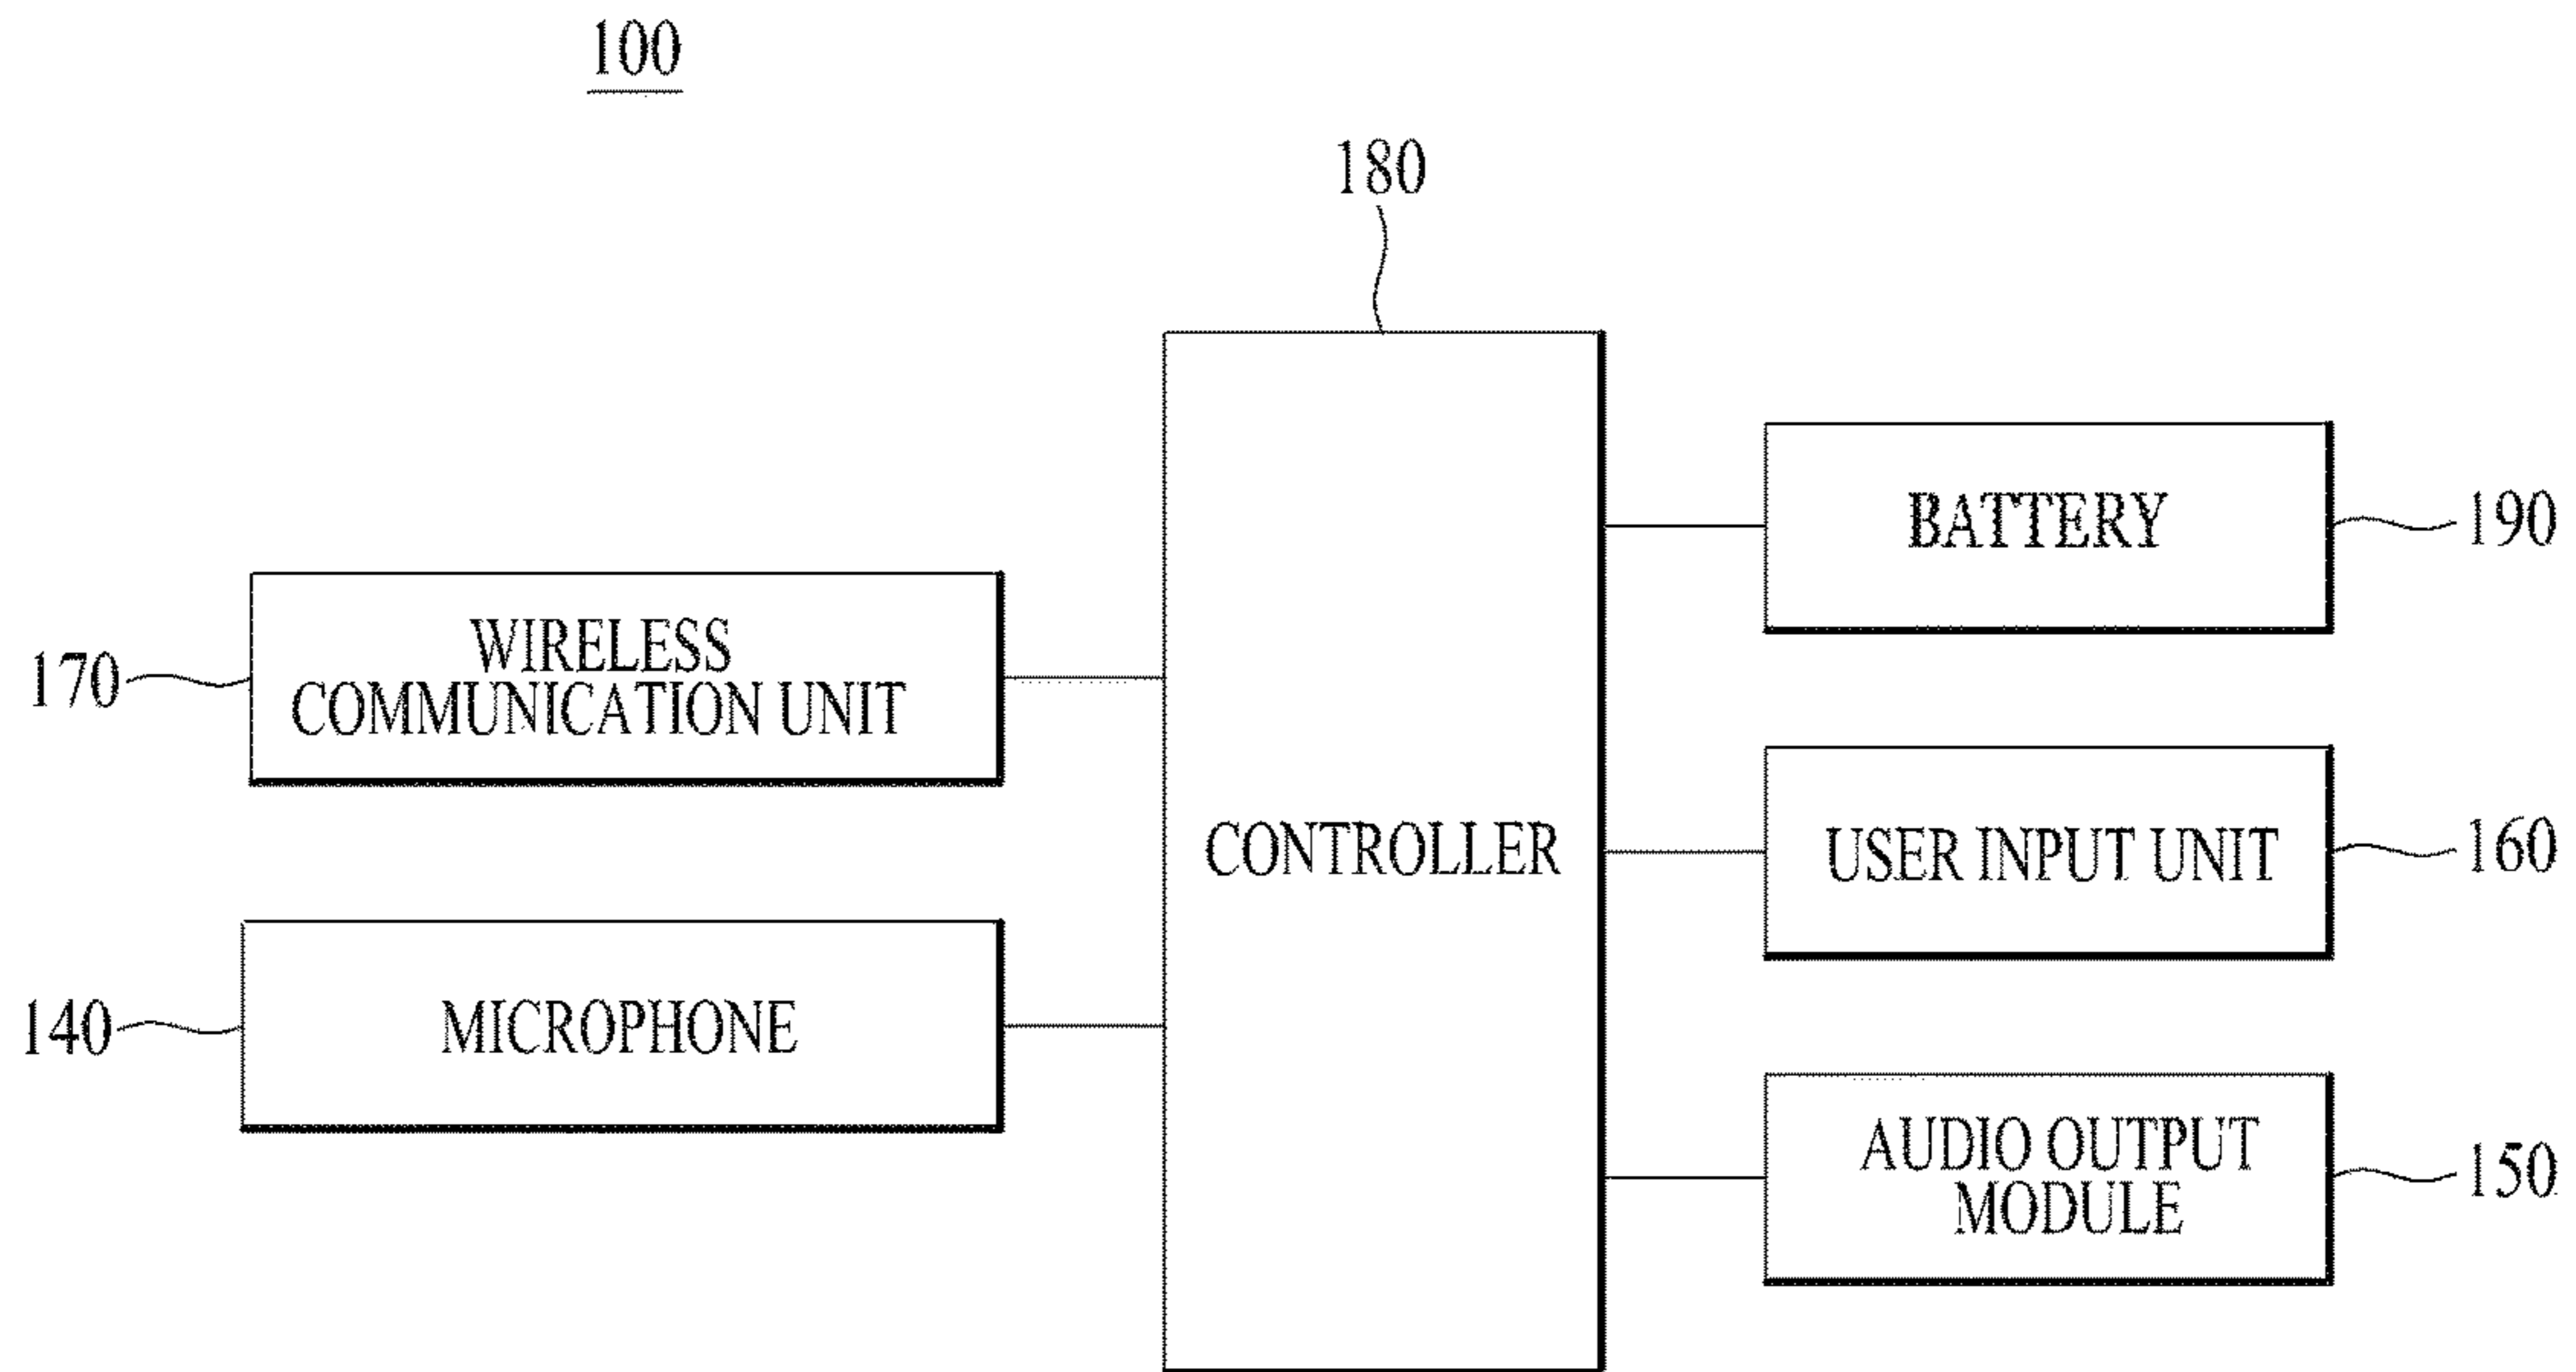 100
180
BATTERY
190
WIRELESS
COMMUNICATION UNIT
170
CONTROLLER
USER INPUT UNIT
160
MICROPHONE
140
AUDIO OUTPUT
MODULE
150